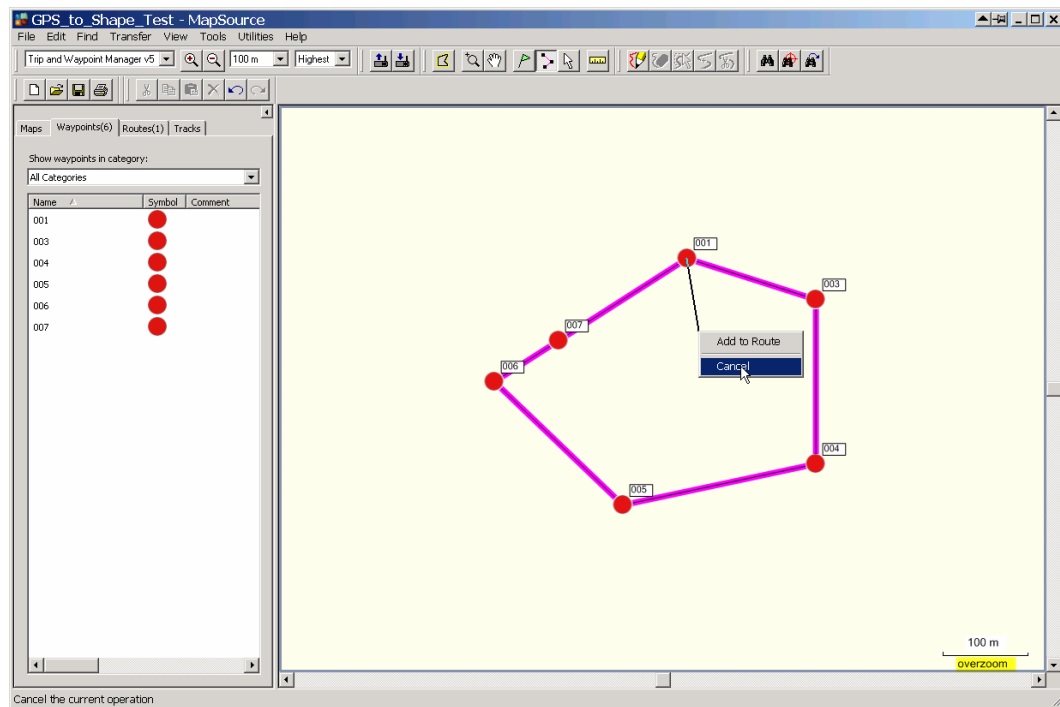 GPS_to_Shape_Test - MapSource
File Edit Find Transfer View Tools Utilities Help
Trip and Waypoint Manager v5 100 m Highest
Maps Waypoints(6) Routes(1) Tracks
Show waypoints in category:
All Categories
Name Symbol Comment
001
003
004
005
006
007
001
003
007
Add to Route
006
Cancel
004
005
100 m
overzoom
Cancel the current operation